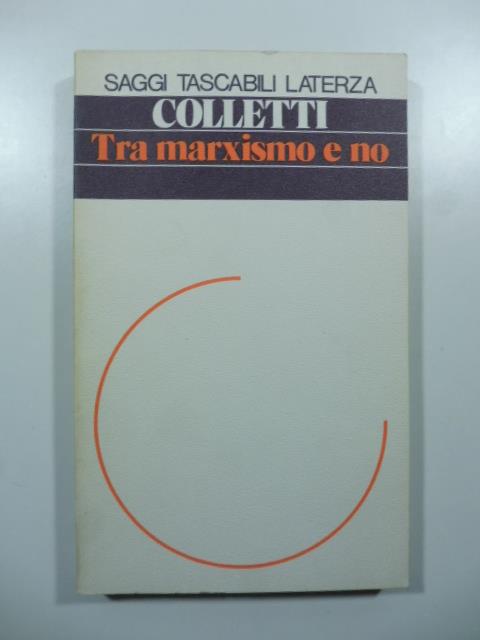 SAGGI TASCABILI LATERZA
COLLETTI
Tra marxismo e no